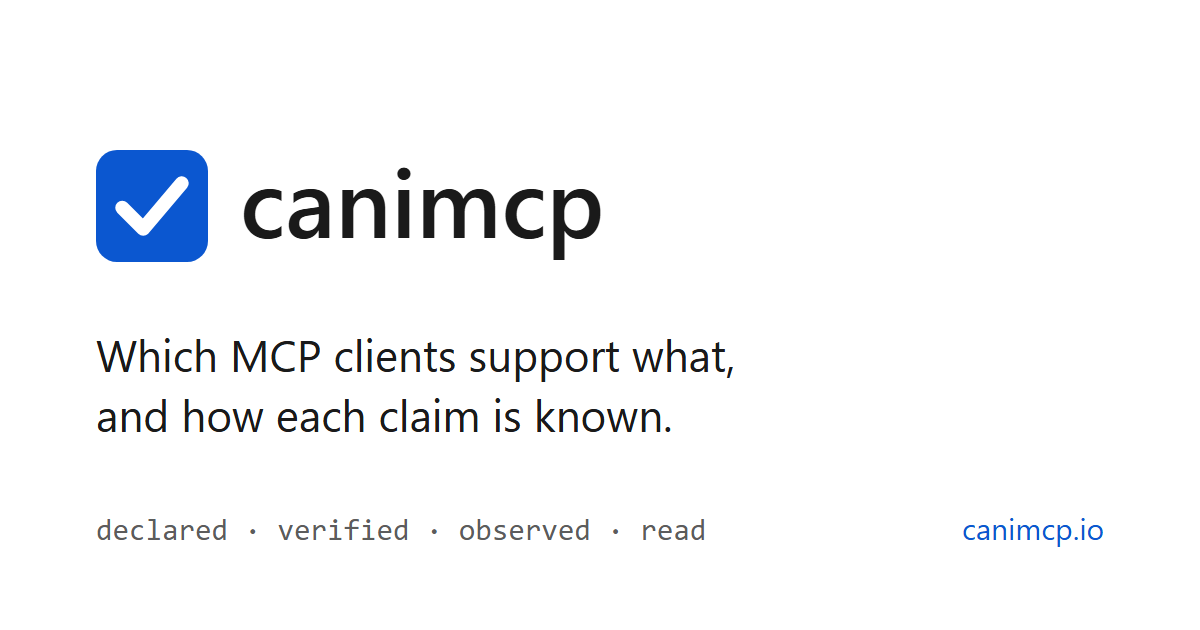 canimcp
Which MCP clients support what,
and how each claim is known.
declared · verified · observed · read
canimcp.io